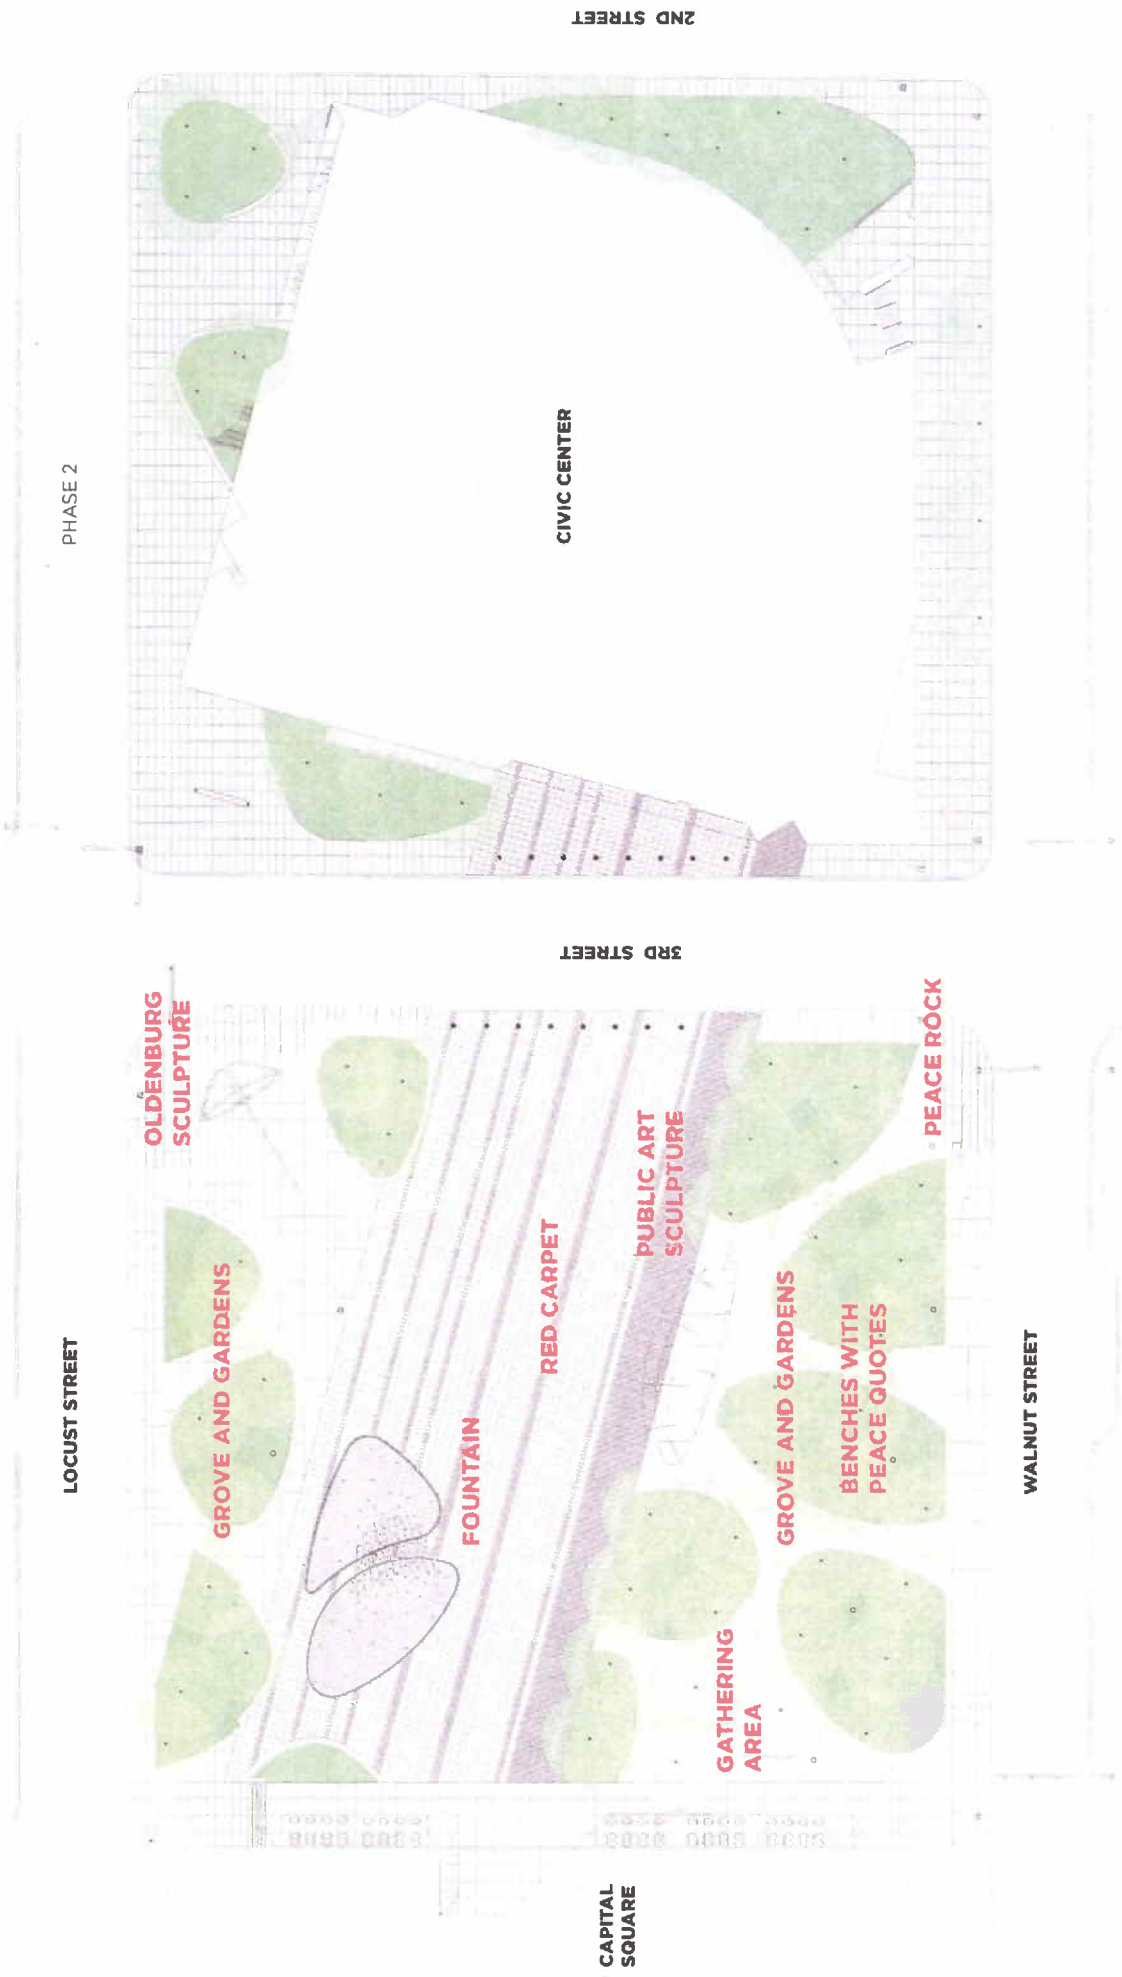 2ND STREET
PHASE 2
CIVIC CENTER
3RD STREET
OLDENBURG
SCULPTURE
PEACE ROCK
PUBLIC ART
SCULPTURE
LOCUST STREET
GROVE AND GARDENS
RED CARPET
FOUNTAIN
GROVE AND GARDENS
BENCHES WITH
PEACE QUOTES
WALNUT STREET
GATHERING
AREA
CAPITAL
SQUARE